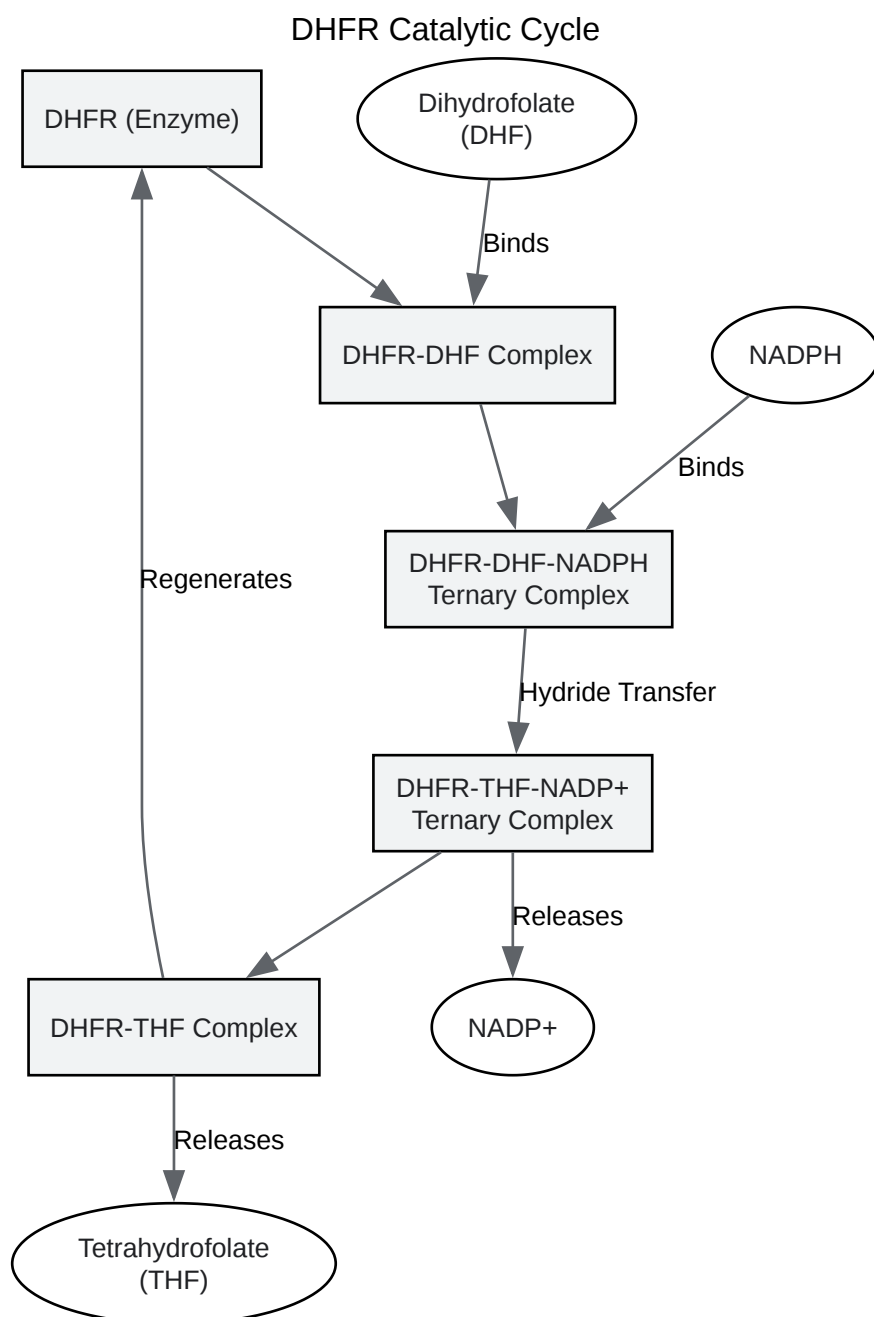 DHFR Catalytic Cycle
DHFR (Enzyme)
Dihydrofolate
(DHF)
Binds
DHFR-DHF Complex
NADPH
Binds
DHFR-DHF-NADPH
Ternary Complex
Regenerates
Hydride Transfer
DHFR-THF-NADP+
Ternary Complex
Releases
DHFR-THF Complex
NADP+
Releases
Tetrahydrofolate
(THF)